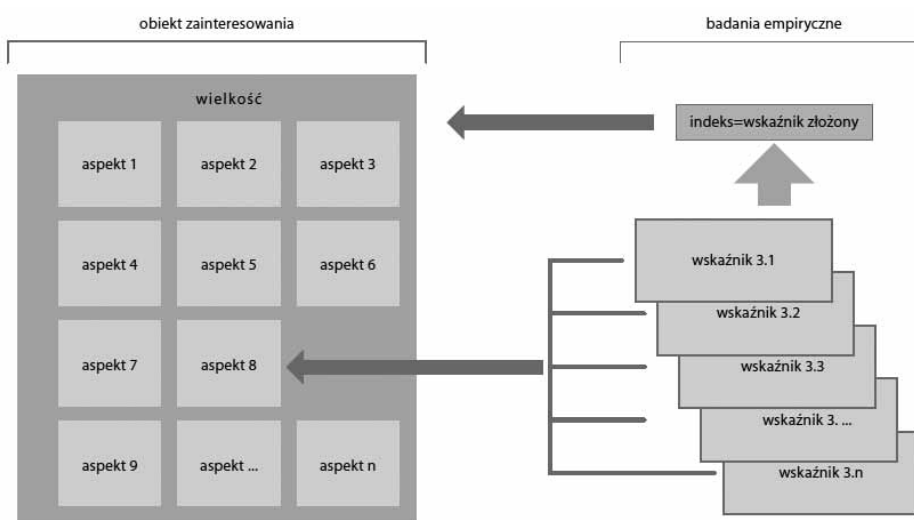 obiekt zainteresowania
badania empiryczne
wielkość
indeks=wskaźnik złożony
aspekt 1
aspekt 2
aspekt 3
aspekt 4
aspekt 5
aspekt 6
wskaźnik 3.1
wskaźnik 3.2
aspekt 7
aspekt 8
wskaźnik 3.3
wskaźnik 3. ...
aspekt 9
aspekt ...
aspekt n
wskaźnik 3.n